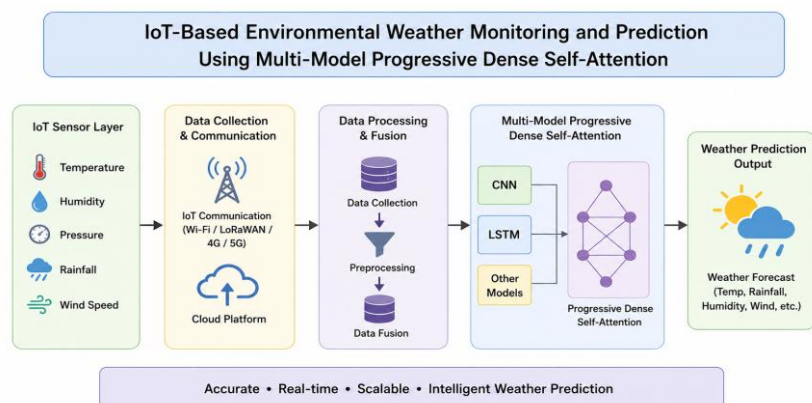 IoT-Based Environmental Weather Monitoring and Prediction
Using Multi-Model Progressive Dense Self-Attention
IoT Sensor Layer
Temperature
Humidity
Pressure
Rainfall
Wind Speed
Data Collection
& Communication
IoT Communication
(Wi-Fi / LoRaWAN /
4G / 5G)
Cloud Platform
Data Processing
& Fusion
Data Collection
Preprocessing
Data Fusion
Multi-Model Progressive
Dense Self-Attention
CNN
LSTM
Other
Models
Progressive Dense
Self-Attention
Weather Prediction
Output
Weather Forecast
(Temp, Rainfall,
Humidity, Wind, etc.)
Accurate • Real-time • Scalable • Intelligent Weather Prediction